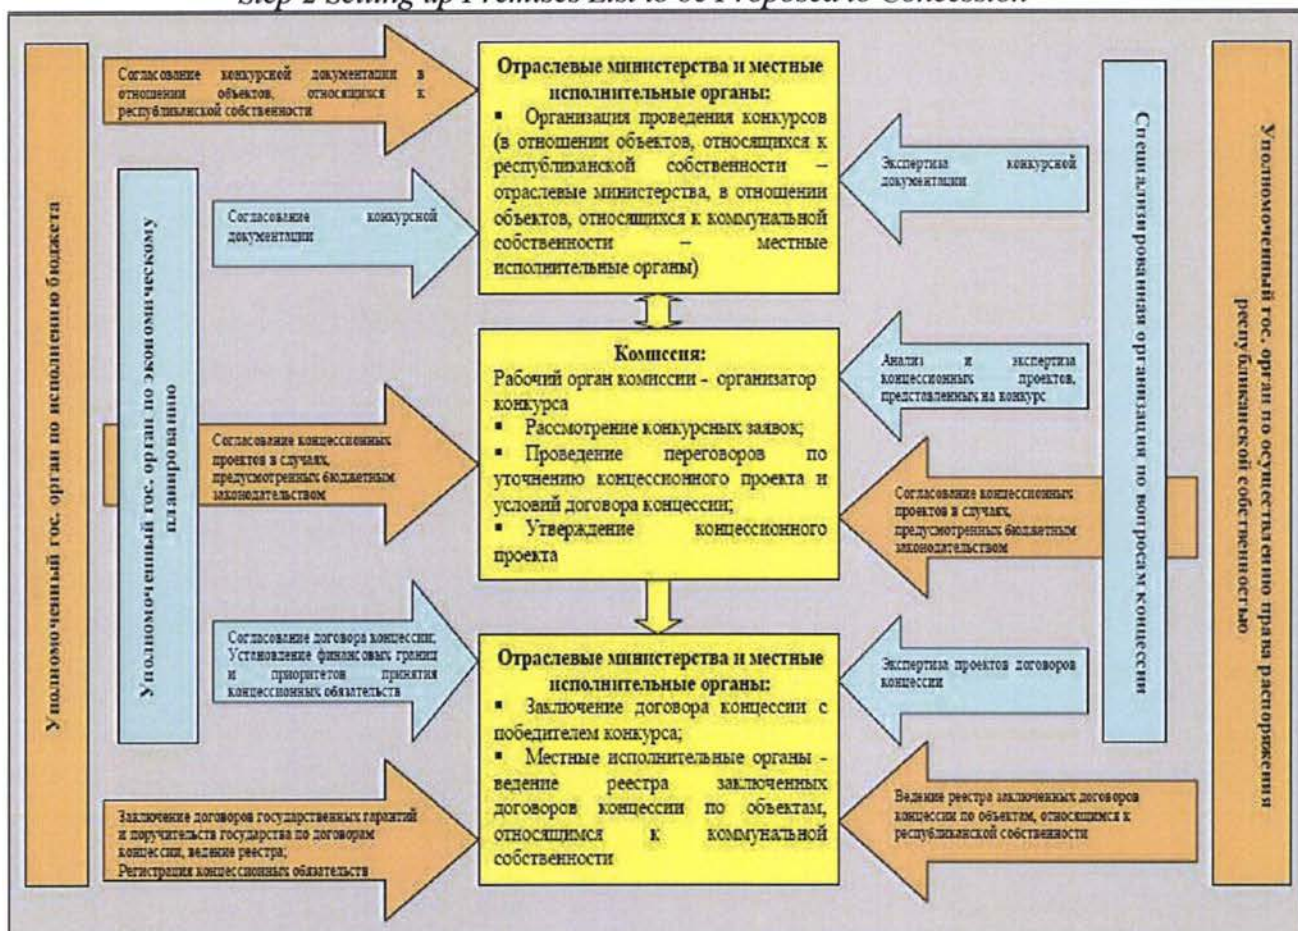 Step 2 Setting up Premises List to be Proposed to Concession
Уполномоченный гос. орган по исполнению бюджета
Уполномоченный гос. орган по экономическому
планированию
Согласование конкурсной документации в
отношении объектов, относящихся к
республиканской собственности
Согласование конкурсной
документации
Согласование концессионных
проектов в случаях,
предусмотренных бюджетным
законодательством
Согласование договора концессии;
Установление финансовых границ
и приоритетов принятия
концессионных обязательств
Заключение договоров государственных гарантий
и поручительств государства по договорам
концессии, ведение реестра;
Регистрация концессионных обязательств
Отраслевые министерства и местные
исполнительные органы:
▪ Организация проведения конкурсов
(в отношении объектов, относящихся к
республиканской собственности –
отраслевые министерства, в отношении
объектов, относящихся к коммунальной
собственности – местные
исполнительные органы)
Комиссия:
Рабочий орган комиссии - организатор
конкурса
▪ Рассмотрение конкурсных заявок;
▪ Проведение переговоров по
уточнению концессионного проекта и
условий договора концессии;
▪ Утверждение концессионного
проекта
Отраслевые министерства и местные
исполнительные органы:
▪ Заключение договора концессии с
победителем конкурса;
▪ Местные исполнительные органы -
ведение реестра заключенных
договоров концессии по объектам,
относящимся к коммунальной
собственности
Экспертиза конкурсной
документации
Анализ и экспертиза
концессионных проектов,
представленных на конкурс
Согласование концессионных
проектов в случаях,
предусмотренных бюджетным
законодательством
Экспертиза проектов договоров
концессии
Ведение реестра заключенных договоров
концессии по объектам, относящимся к
республиканской собственности
Специализированная организации по вопросам концессии
Уполномоченный гос. орган по осуществлению права распоряжения
республиканской собственностью